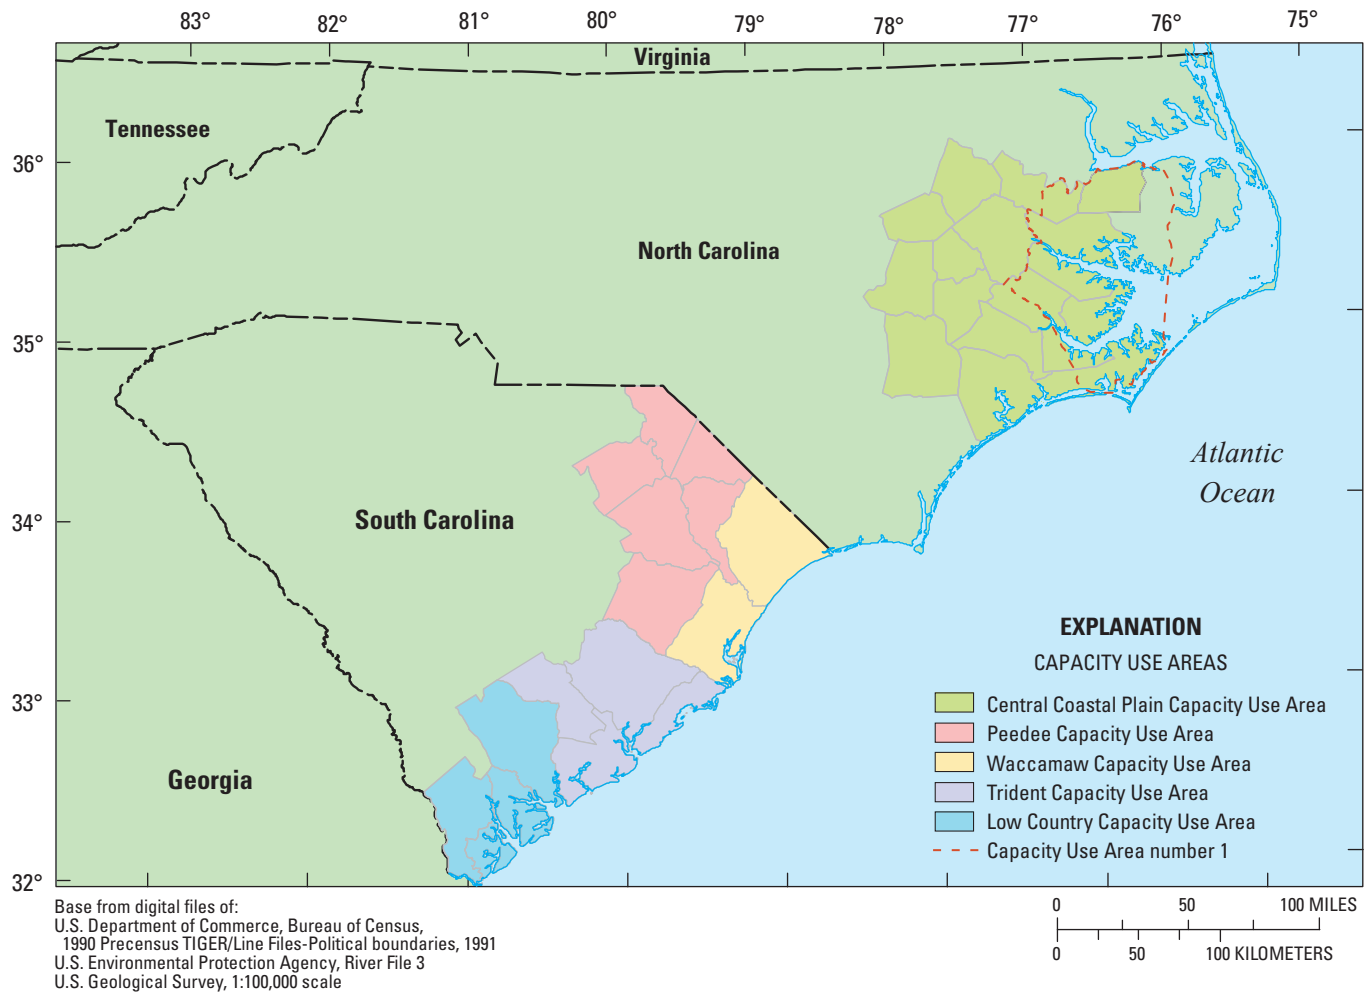 83° 82° 81° 80° 79° 78° 77° 76° 75°
Virginia
Tennessee
36°
North Carolina
35°
Atlantic
Ocean
34°
South Carolina
EXPLANATION
CAPACITY USE AREAS
33°
Central Coastal Plain Capacity Use Area
Peedee Capacity Use Area
Waccamaw Capacity Use Area
Georgia
Trident Capacity Use Area
Low Country Capacity Use Area
Capacity Use Area number 1
32°
Base from digital files of:
U.S. Department of Commerce, Bureau of Census,
1990 Precensus TIGER/Line Files-Political boundaries, 1991
U.S. Environmental Protection Agency, River File 3
U.S. Geological Survey, 1:100,000 scale
0 50 100 MILES
0 50 100 KILOMETERS